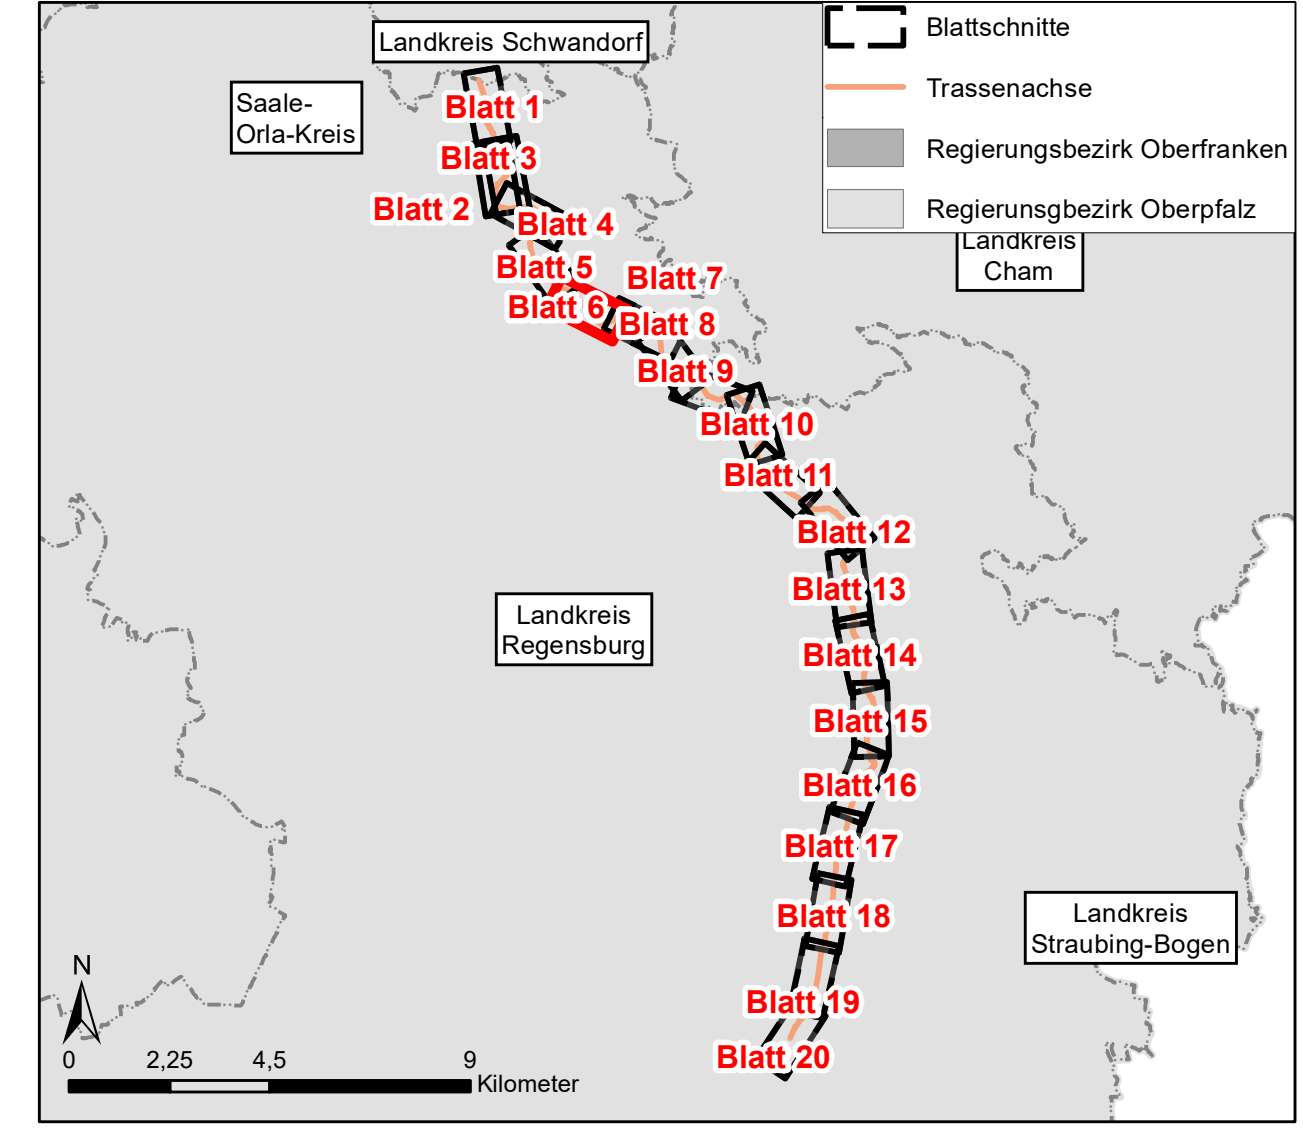 Landkreis Schwandorf
Saale-
Orla-Kreis
Blattschnitte
Trassenachse
Regierungsbezirk Oberfranken
Regierunsgbezirk Oberpfalz
Landkreis
Cham
Blatt 1
Blatt 3
Blatt 2
Blatt 4
Blatt 5
Blatt 7
Blatt 6
Blatt 8
Blatt 9
Blatt 10
Blatt 11
Blatt 12
Blatt 13
Landkreis
Regensburg
Blatt 14
Blatt 15
Blatt 16
Blatt 17
Blatt 18
Landkreis
Straubing-Bogen
Blatt 19
Blatt 20
N
0 2,25 4,5 9
Kilometer